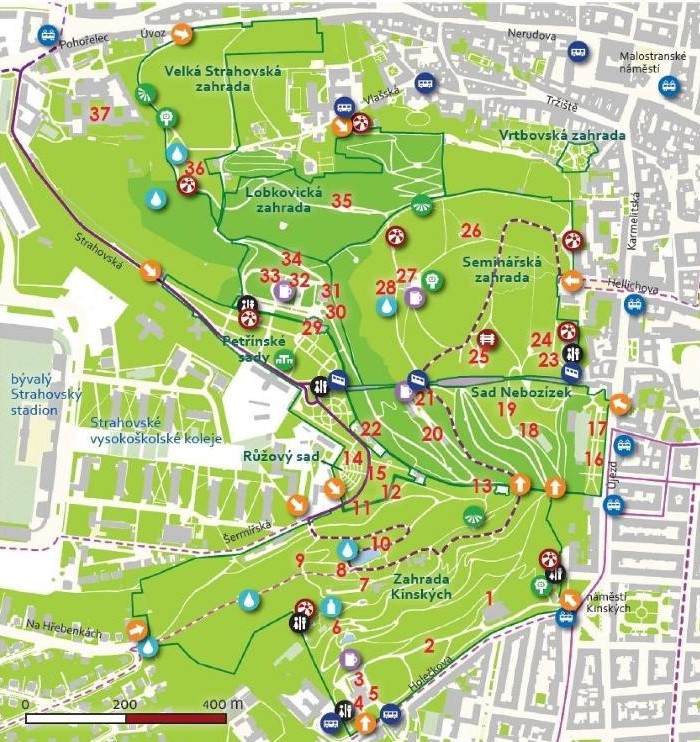 Pohořelec
Úvoz
Nerudova
Malostranské
náměstí
Velká Strahovská
zahrada
Vlašská
Tržiště
37
Vrtbovská zahrada
36
Lobkovická
zahrada
35
Karmelitská
26
Strahovská
34
Seminářská
zahrada
33
32
27
28
31
Hellichova
30
29
24
Petřínské
sady
25
23
bývalý
Strahovský
stadion
21
Sad Nebozízek
19
Strahovské
vysokoškolské koleje
22
20
18
17
Růžový sad
14
15
16
Újezd
12
13
11
Šermířská
10
9
8
7
Zahrada
Kinských
1
náměstí
Kinských
Na Hřebenkách
6
2
Holečkova
3
5
4
0
200
400 m